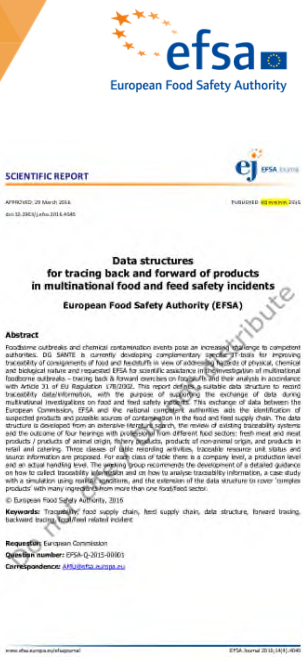 efsa
European Food Safety Authority
ej EFSA Journal
SCIENTIFIC REPORT
APPROVED: 29 March 2016
PUBLISHED: 2016
Data structures
for tracing back and forward of products
in multinational food and feed safety incidents
European Food Safety Authority (EFSA)
Abstract
Foodborne outbreaks and chemical contamination events pose an increasing challenge to competent
authorities. DG SANTE is currently developing complementary IT-tools for improving
traceability of consignments of food and feedstuffs in view of addressing hazards of physical, chemical
and biological nature and requested EFSA for scientific assistance in the investigation of multinational
foodborne outbreaks – tracing back & forward exercises on food and their analysis in accordance
with Article 31 of EU Regulation 178/2002. This report defines a suitable data structure to record
traceability data/information, with the purpose of supporting the exchange of data during
multinational investigations on food and feed safety incidents. This exchange of data between the
European Commission, EFSA and the national competent authorities aids the identification of
suspected products and possible sources of contamination in the food and feed supply chain. The data
structure is developed from an extensive literature search, the review of existing traceability systems
and the outcome of four hearings with professionals from different food sectors: fresh meat and meat
products / products of animal origin, products, products of non-animal origin, and products in
retail and catering. Three classes of table recording activities, traceable resource unit status and
source information are proposed. For each class of table there is a company level, a production level
and an actual handling level. The working group recommends the development of a detailed guidance
on how to collect traceability information and on how to analyse traceability information, a case study
with a simulation using real questions, and the extension of the data structure to cover 'complex
products' with many ingredients from more than one food/feed sector.
© European Food Safety Authority, 2016
Keywords: Traceability, food supply chain, feed supply chain, data structure, forward tracing,
backward tracing, food/feed related incident
Requestor: European Commission
Question number: EFSA-Q-2015-00801
Correspondence: AMU@efsa.europa.eu
www.efsa.europa.eu/efsajournal
EFSA Journal 2016;14(4):4046